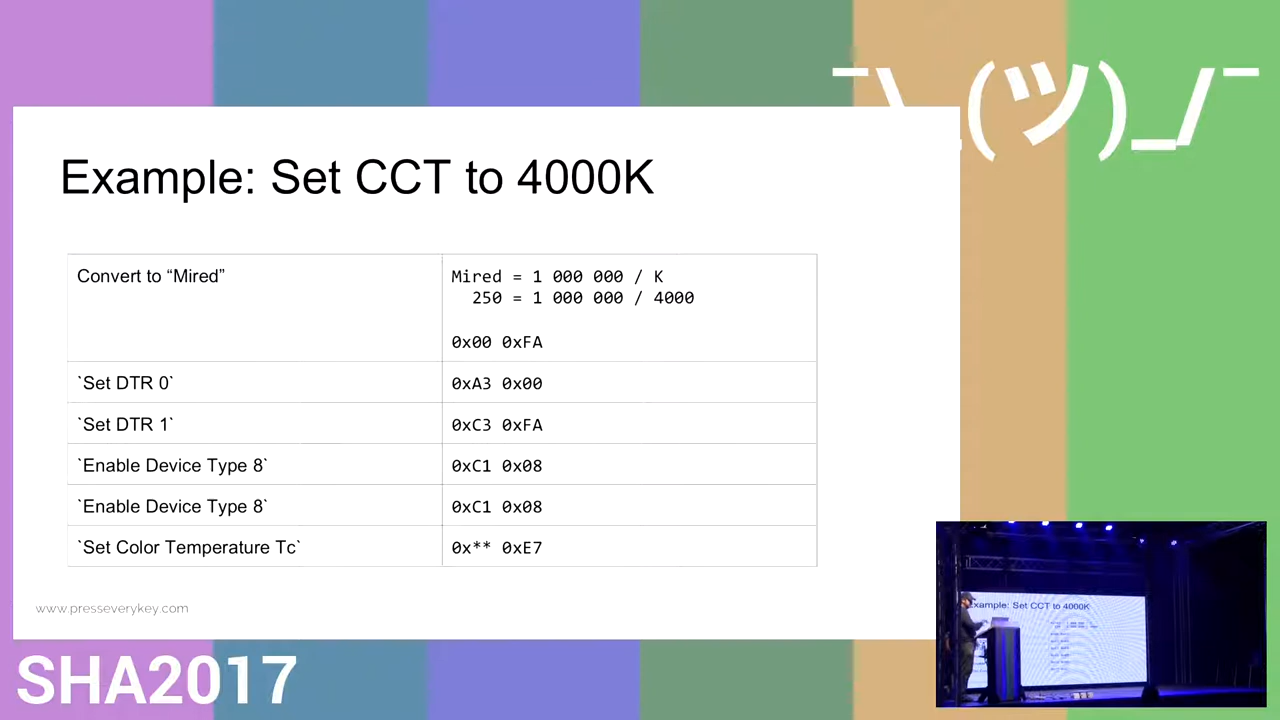 ¯\_(ツ)_/¯
Example: Set CCT to 4000K
Convert to “Mired”
Mired = 1 000 000 / K
250 = 1 000 000 / 4000
0x00 0xFA
`Set DTR 0`
0xA3 0x00
`Set DTR 1`
0xC3 0xFA
`Enable Device Type 8`
0xC1 0x08
`Enable Device Type 8`
0xC1 0x08
`Set Color Temperature Tc`
0x** 0xE7
www.presseverykey.com
SHA2017
Example: Set CCT to 4000K